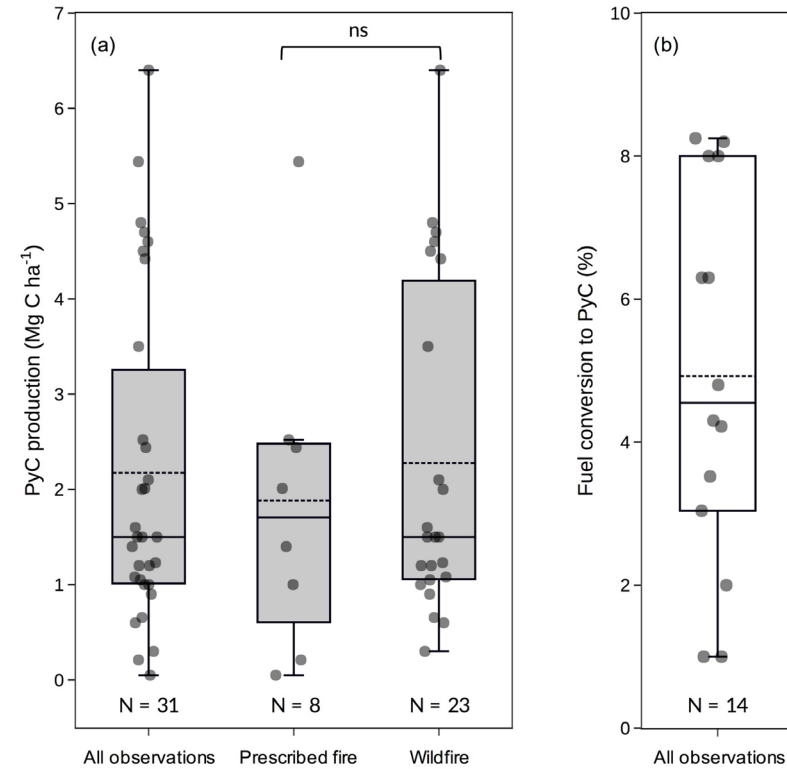 (a)
ns
7
6
5
4
3
2
1
0
PyC production (Mg C ha-1)
N = 31 N = 8 N = 23
All observations Prescribed fire Wildfire
(b)
10
8
6
4
2
0
Fuel conversion to PyC (%)
N = 14
All observations